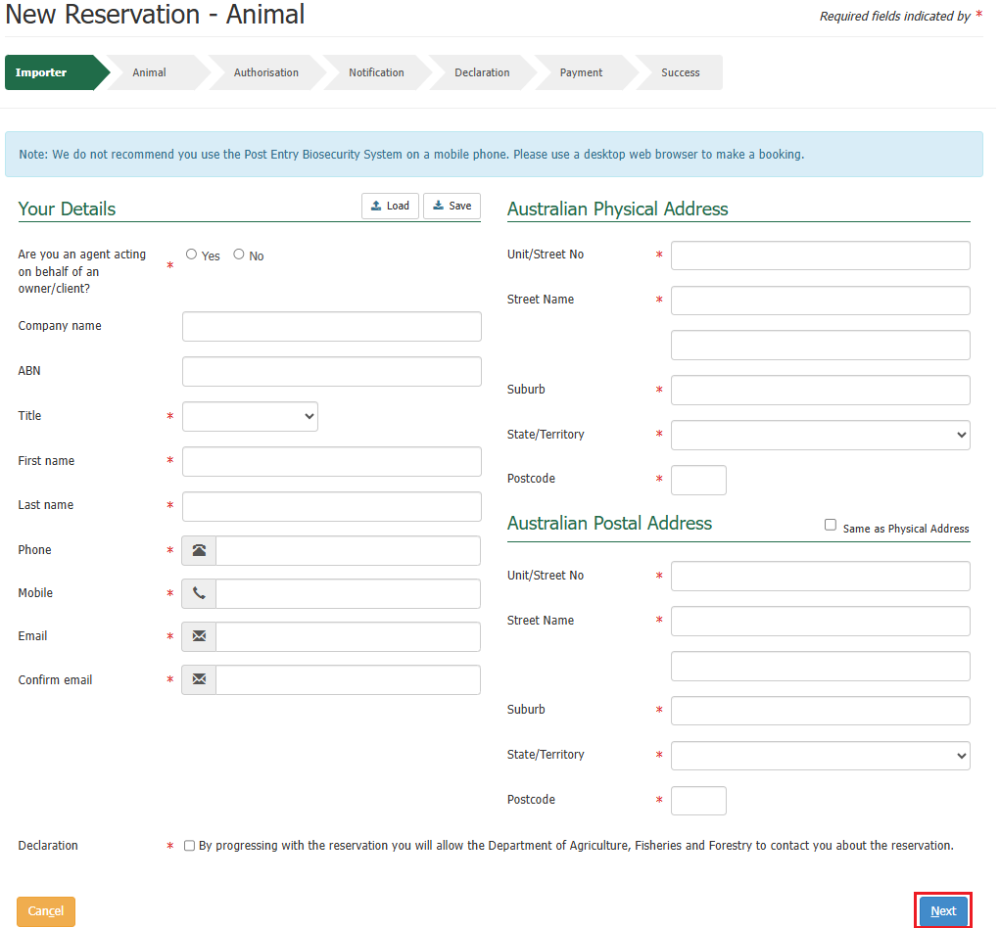 New Reservation - Animal
Required fields indicated by *
Importer
Animal
Authorisation
Notification
Declaration
Payment
Success
Note: We do not recommend you use the Post Entry Biosecurity System on a mobile phone. Please use a desktop web browser to make a booking.
Your Details
Load
Save
Are you an agent acting
on behalf of an
owner/client?
*
Yes
No
Company name
ABN
Title *
First name *
Last name *
Phone *
Mobile *
Email *
Confirm email *
Australian Physical Address
Unit/Street No *
Street Name *
Suburb *
State/Territory *
Postcode *
Australian Postal Address
Same as Physical Address
Unit/Street No *
Street Name *
Suburb *
State/Territory *
Postcode *
Declaration * By progressing with the reservation you will allow the Department of Agriculture, Fisheries and Forestry to contact you about the reservation.
Cancel
Next